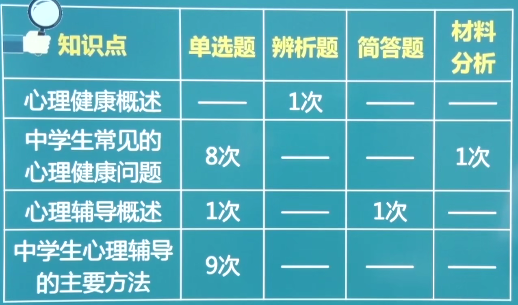 知识点 单选题 辨析题 简答题 材料分析
心理健康概述 —— 1次 —— ——
中学生常见的
心理健康问题 8次 —— —— 1次
心理辅导概述 1次 —— 1次 ——
中学生心理辅导
的主要方法 9次 —— —— ——